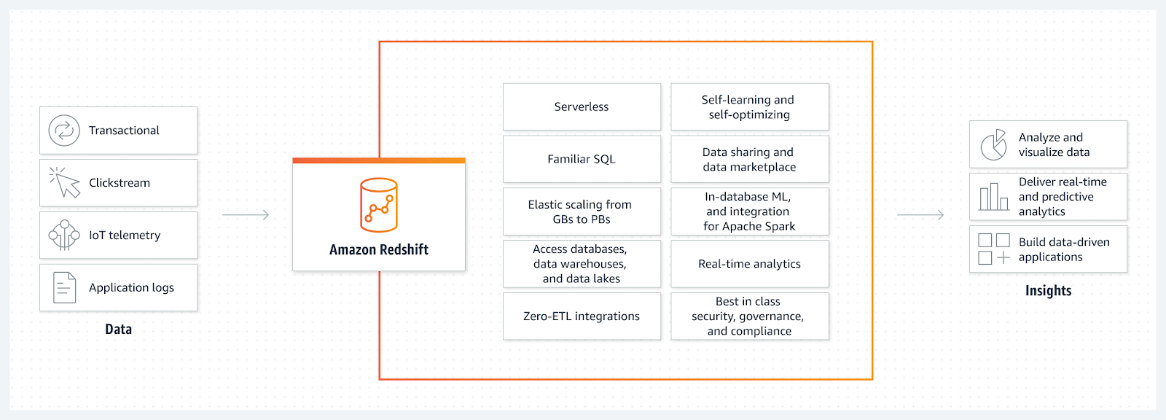 Transactional
Clickstream
IoT telemetry
Application logs
Data
Amazon Redshift
Serverless
Self-learning and
self-optimizing
Familiar SQL
Data sharing and
data marketplace
Elastic scaling from
GBs to PBs
In-database ML,
and integration
for Apache Spark
Access databases,
data warehouses,
and data lakes
Real-time analytics
Zero-ETL integrations
Best in class
security, governance,
and compliance
Analyze and
visualize data
Deliver real-time
and predictive
analytics
Build data-driven
applications
Insights